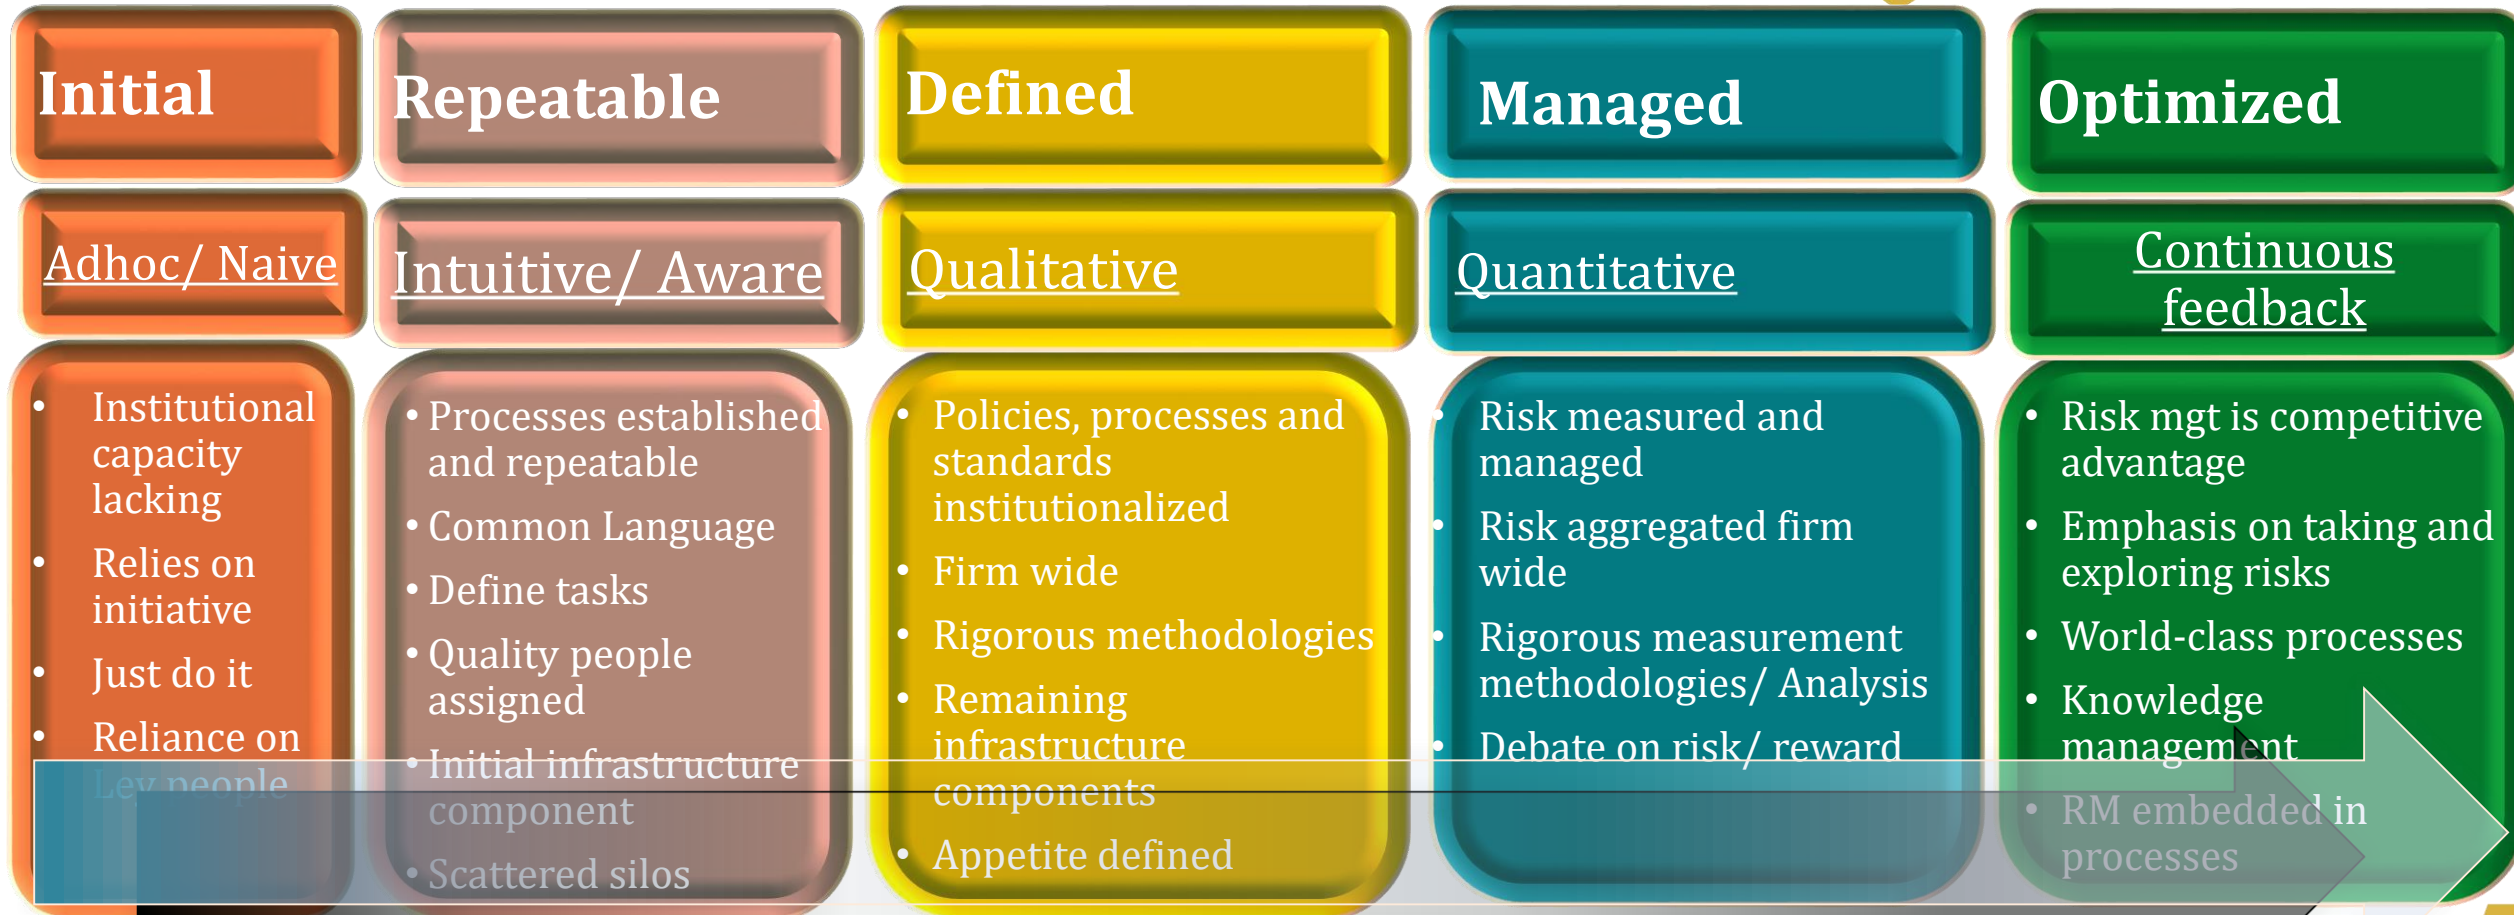 Initial
Repeatable
Defined
Managed
Optimized
Adhoc/ Naive
Intuitive/ Aware
Qualitative
Quantitative
Continuous
feedback
• Institutional
capacity
lacking
• Relies on
initiative
• Just do it
• Reliance on
Ley people
• Processes established
and repeatable
• Common Language
• Define tasks
• Quality people
assigned
• Initial infrastructure
component
• Scattered silos
• Policies, processes and
standards
institutionalized
• Firm wide
• Rigorous methodologies
• Remaining
infrastructure
components
• Appetite defined
• Risk measured and
managed
• Risk aggregated firm
wide
• Rigorous measurement
methodologies/ Analysis
• Debate on risk/ reward
• Risk mgt is competitive
advantage
• Emphasis on taking and
exploring risks
• World-class processes
• Knowledge
management
• RM embedded in
processes